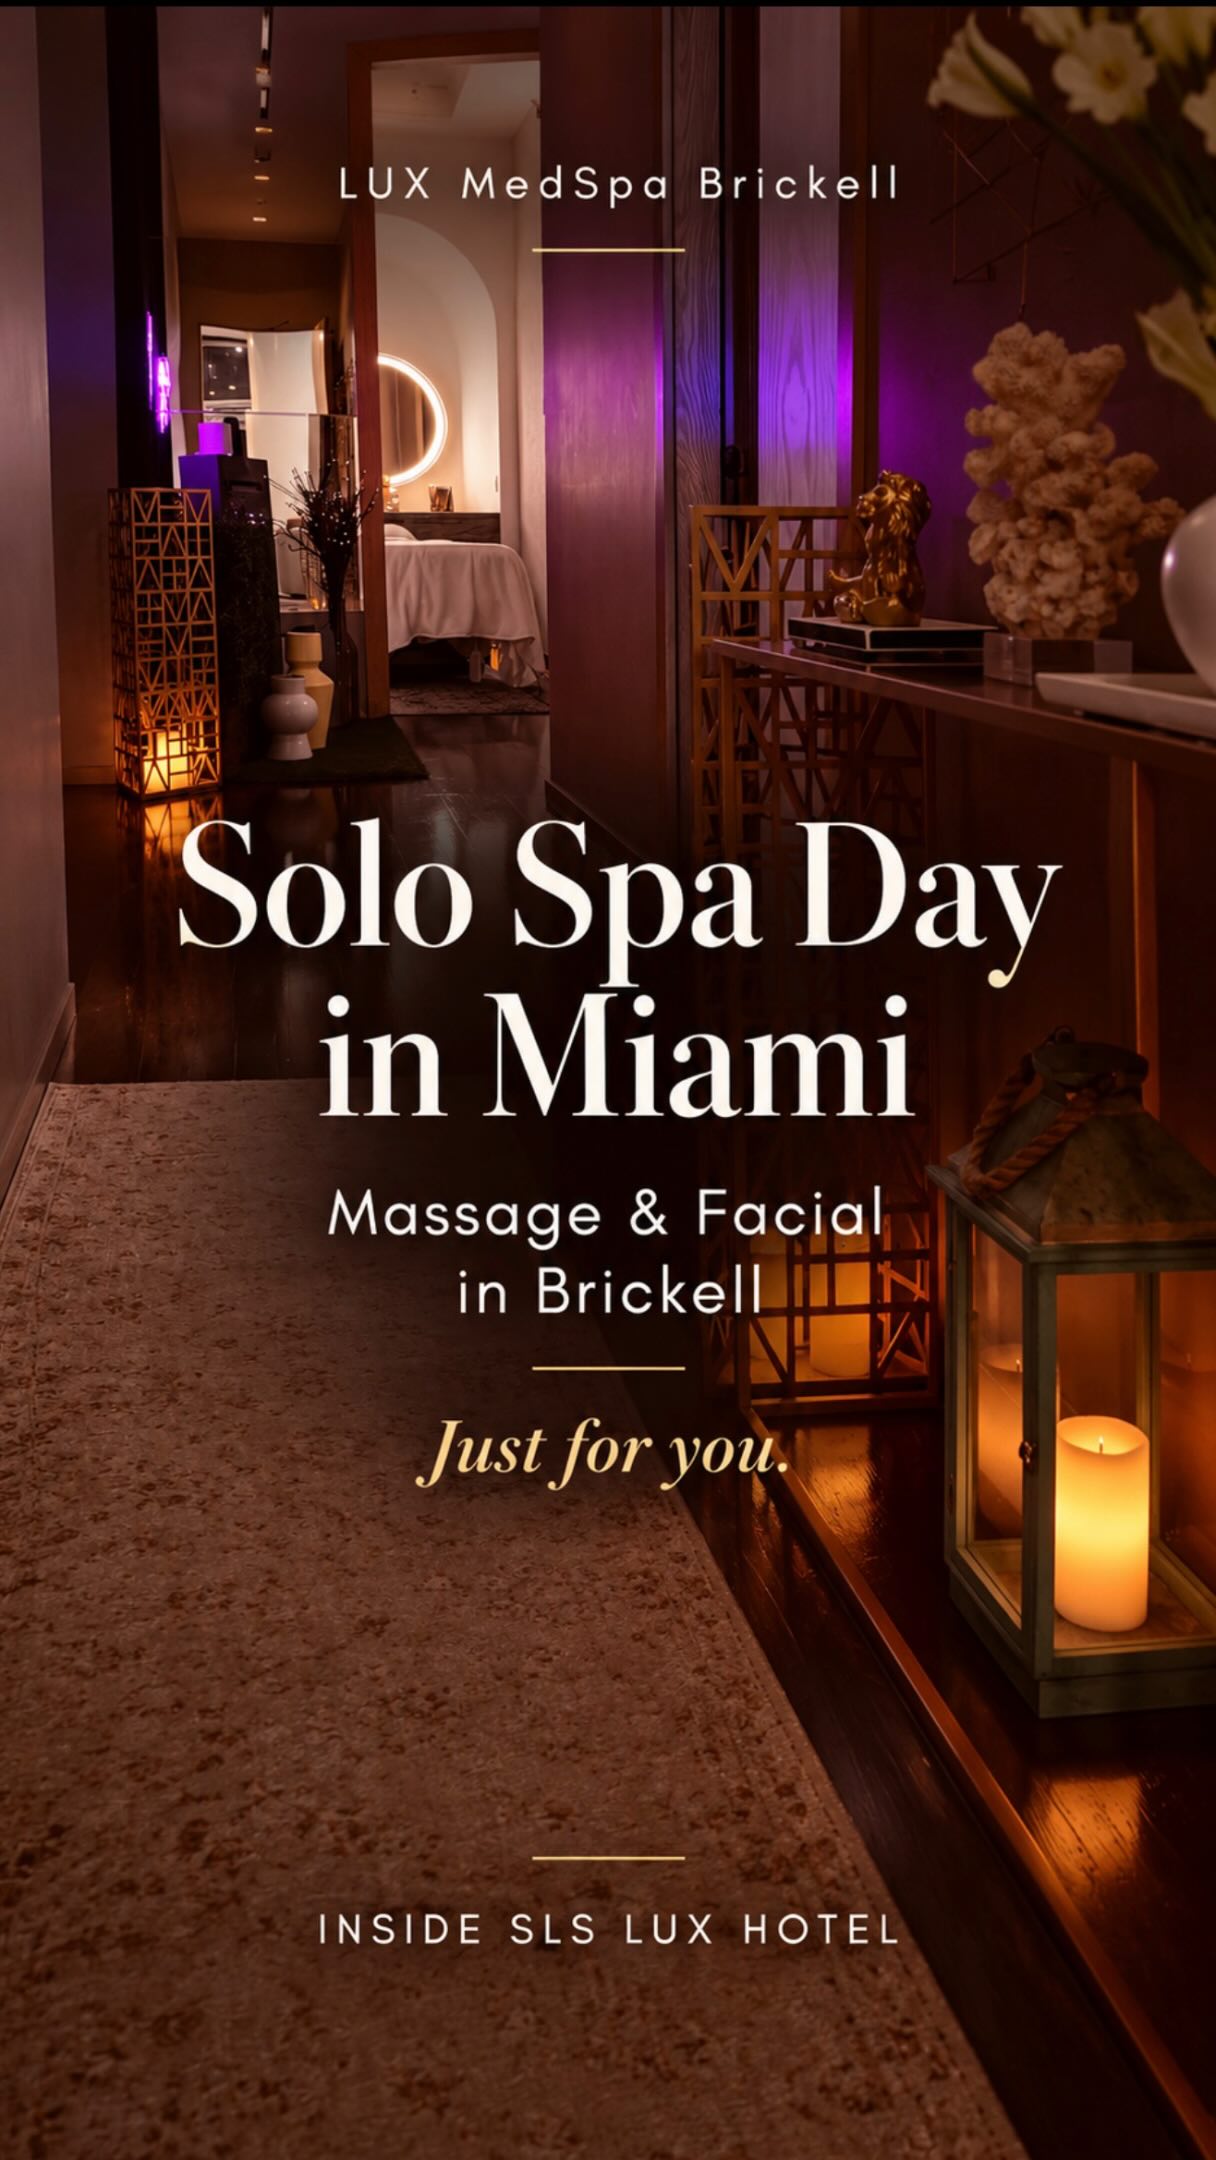 LUX MedSpa Brickell
Solo Spa Day
in Miami
Massage & Facial
in Brickell
Just for you.
INSIDE SLS LUX HOTEL